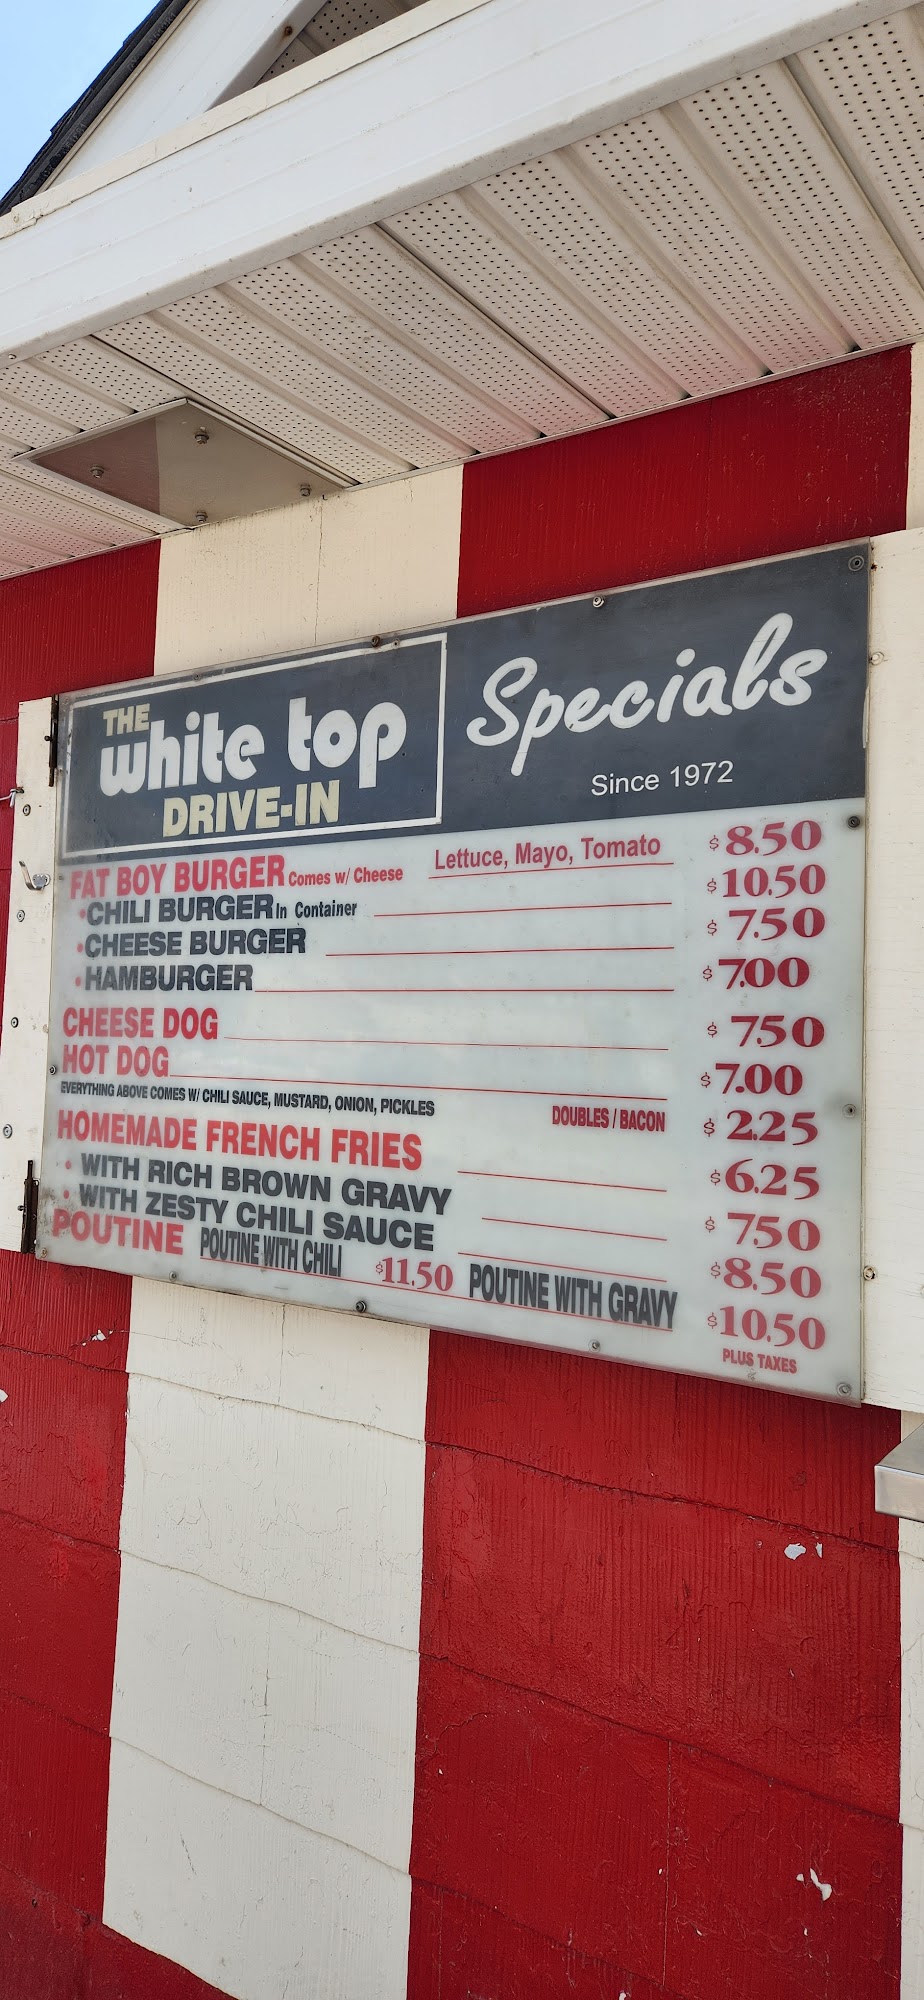 THE
white top
DRIVE-IN
Specials
Since 1972
FAT BOY BURGER Comes w/ Cheese Lettuce, Mayo, Tomato $8.50
•CHILI BURGER In Container $10.50
•CHEESE BURGER $7.50
•HAMBURGER $7.00
CHEESE DOG $7.50
HOT DOG $7.00
EVERYTHING ABOVE COMES W/ CHILI SAUCE, MUSTARD, ONION, PICKLES DOUBLES / BACON $2.25
HOMEMADE FRENCH FRIES $6.25
• WITH RICH BROWN GRAVY $7.50
• WITH ZESTY CHILI SAUCE $8.50
POUTINE POUTINE WITH CHILI $11.50 POUTINE WITH GRAVY $10.50
PLUS TAXES